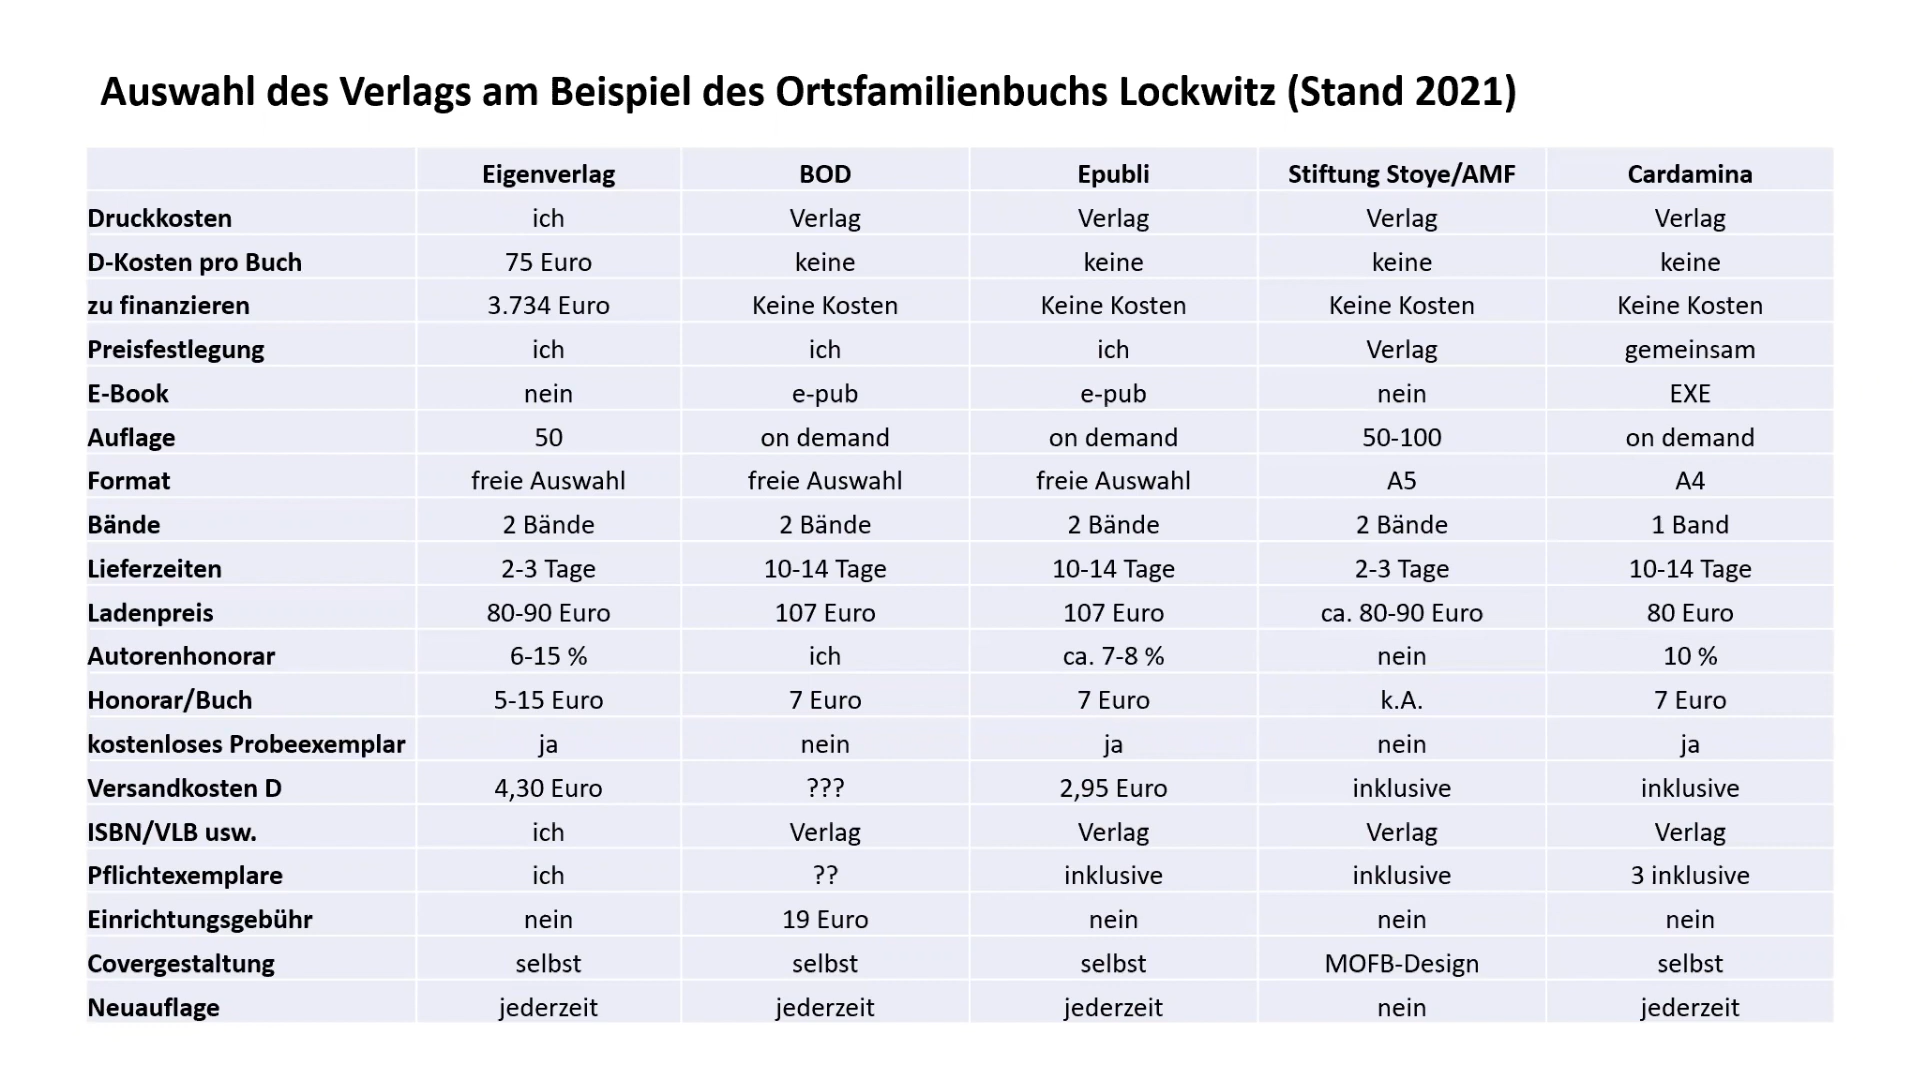 Auswahl des Verlags am Beispiel des Ortsfamilienbuchs Lockwitz (Stand 2021)
Eigenverlag BOD Epubli Stiftung Stoye/AMF Cardamina
Druckkosten ich Verlag Verlag Verlag Verlag
D-Kosten pro Buch 75 Euro keine keine keine keine
zu finanzieren 3.734 Euro Keine Kosten Keine Kosten Keine Kosten Keine Kosten
Preisfestlegung ich ich ich Verlag gemeinsam
E-Book nein e-pub e-pub nein EXE
Auflage 50 on demand on demand 50-100 on demand
Format freie Auswahl freie Auswahl freie Auswahl A5 A4
Bände 2 Bände 2 Bände 2 Bände 2 Bände 1 Band
Lieferzeiten 2-3 Tage 10-14 Tage 10-14 Tage 2-3 Tage 10-14 Tage
Ladenpreis 80-90 Euro 107 Euro 107 Euro ca. 80-90 Euro 80 Euro
Autorenhonorar 6-15 % ich ca. 7-8 % nein 10 %
Honorar/Buch 5-15 Euro 7 Euro 7 Euro k.A. 7 Euro
kostenloses Probeexemplar ja nein ja nein ja
Versandkosten D 4,30 Euro ??? 2,95 Euro inklusive inklusive
ISBN/VLB usw. ich Verlag Verlag Verlag Verlag
Pflichtexemplare ich ?? inklusive inklusive 3 inklusive
Einrichtungsgebühr nein 19 Euro nein nein nein
Covergestaltung selbst selbst selbst MOFB-Design selbst
Neuauflage jederzeit jederzeit jederzeit nein jederzeit